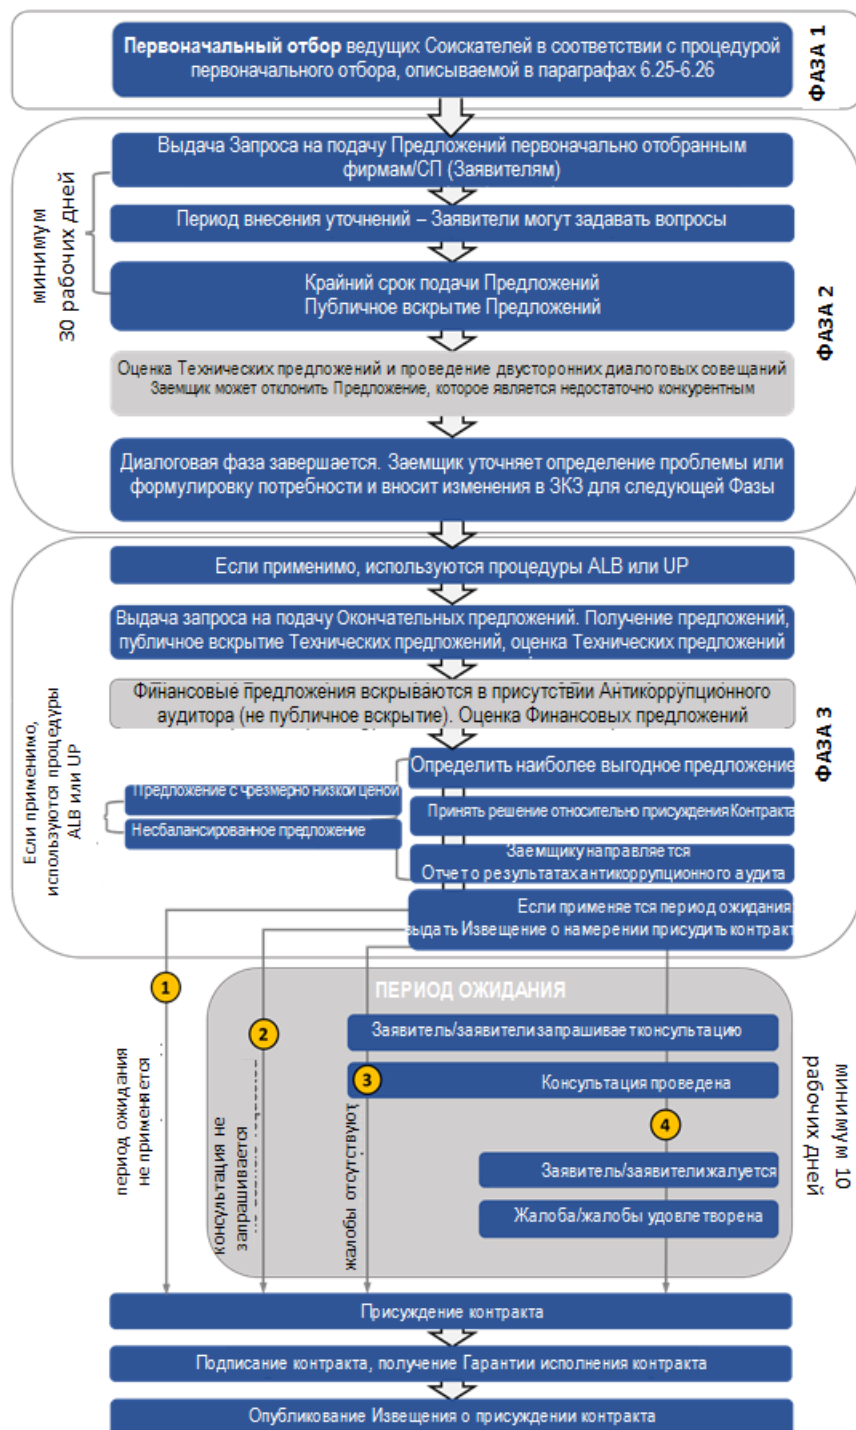 Первоначальный отбор ведущих Соискателей в соответствии с процедурой
первоначального отбора, описываемой в параграфах 6.25-6.26
ФАЗА 1
Выдача Запроса на подачу Предложений первоначально отобранным
фирмам/СП (Заявителям)
Период внесения уточнений – Заявители могут задавать вопросы
Крайний срок подачи Предложений
Публичное вскрытие Предложений
минимум
30 рабочих дней
Оценка Технических предложений и проведение двусторонних диалоговых совещаний
Заемщик может отклонить Предложение, которое является недостаточно конкурентным
Диалоговая фаза завершается. Заемщик уточняет определение проблемы или
формулировку потребности и вносит изменения в ЗКЗ для следующей Фазы
ФАЗА 2
Если применимо, используются процедуры ALB или UP
Выдача запроса на подачу Окончательных предложений. Получение предложений,
публичное вскрытие Технических предложений, оценка Технических предложений
Финансовые Предложения вскрываются в присутствии Антикоррупционного
аудитора (не публичное вскрытие). Оценка Финансовых предложений
ФАЗА 3
Если применимо,
используются процедуры
ALB или UP
Определить наиболее выгодное предложение
Предложение с чрезмерно низкой ценой
Принять решение относительно присуждения Контракта
Несбалансированное предложение
Заемщику направляется
Отчет о результатах антикоррупционного аудита
Если применяется период ожидания:
выдать Извещение о намерении присудить контракт
1
ПЕРИОД ОЖИДАНИЯ
2
Заявитель/заявители запрашивает консультацию
3
Консультация проведена
4
период ожидания
не применяется
консультация не
запрашивается
жалобы отсутствуют
Заявитель/заявители жалуется
Жалоба/жалобы удовлетворена
минимум 10
рабочих дней
Присуждение контракта
Подписание контракта, получение Гарантии исполнения контракта
Опубликование Извещения о присуждении контракта